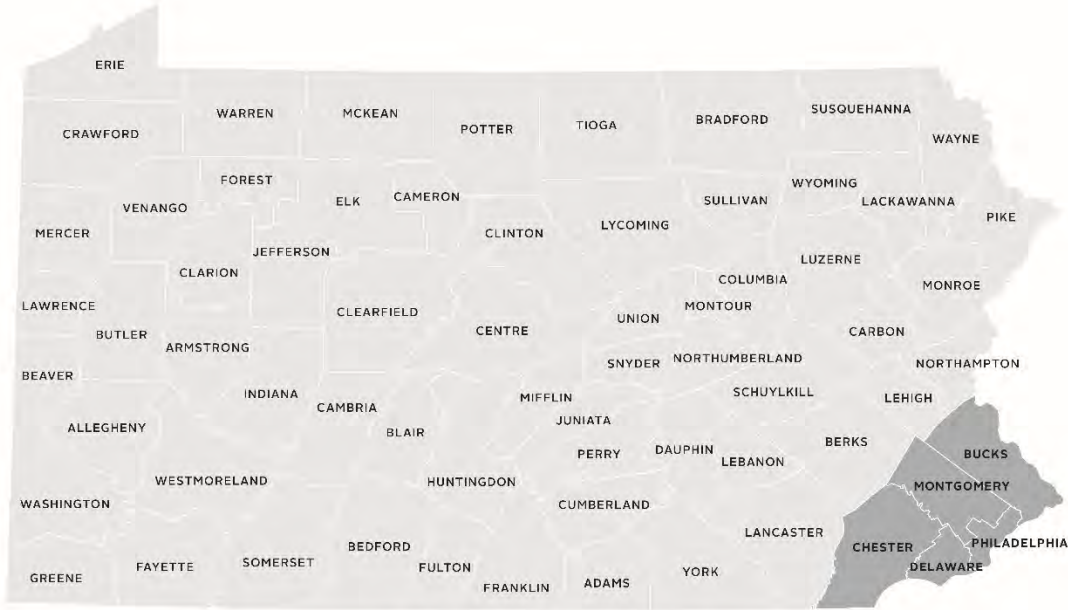 ERIE
WARREN
MCKEAN
POTTER
TIOGA
BRADFORD
SUSQUEHANNA
WAYNE
CRAWFORD
FOREST
VENANGO
ELK
CAMERON
SULLIVAN
WYOMING
LACKAWANNA
PIKE
MERCER
CLINTON
LYCOMING
JEFFERSON
CLARION
LUZERNE
COLUMBIA
MONROE
LAWRENCE
CLEARFIELD
MONTOUR
UNION
BUTLER
ARMSTRONG
CENTRE
CARBON
BEAVER
SNYDER
NORTHUMBERLAND
NORTHAMPTON
INDIANA
CAMBRIA
MIFFLIN
SCHUYLKILL
LEHIGH
ALLEGHENY
BLAIR
JUNIATA
PERRY
DAUPHIN
LEBANON
BERKS
BUCKS
WESTMORELAND
HUNTINGDON
MONTGOMERY
WASHINGTON
CUMBERLAND
LANCASTER
CHESTER
PHILADELPHIA
GREENE
FAYETTE
SOMERSET
BEDFORD
FULTON
FRANKLIN
ADAMS
YORK
DELAWARE